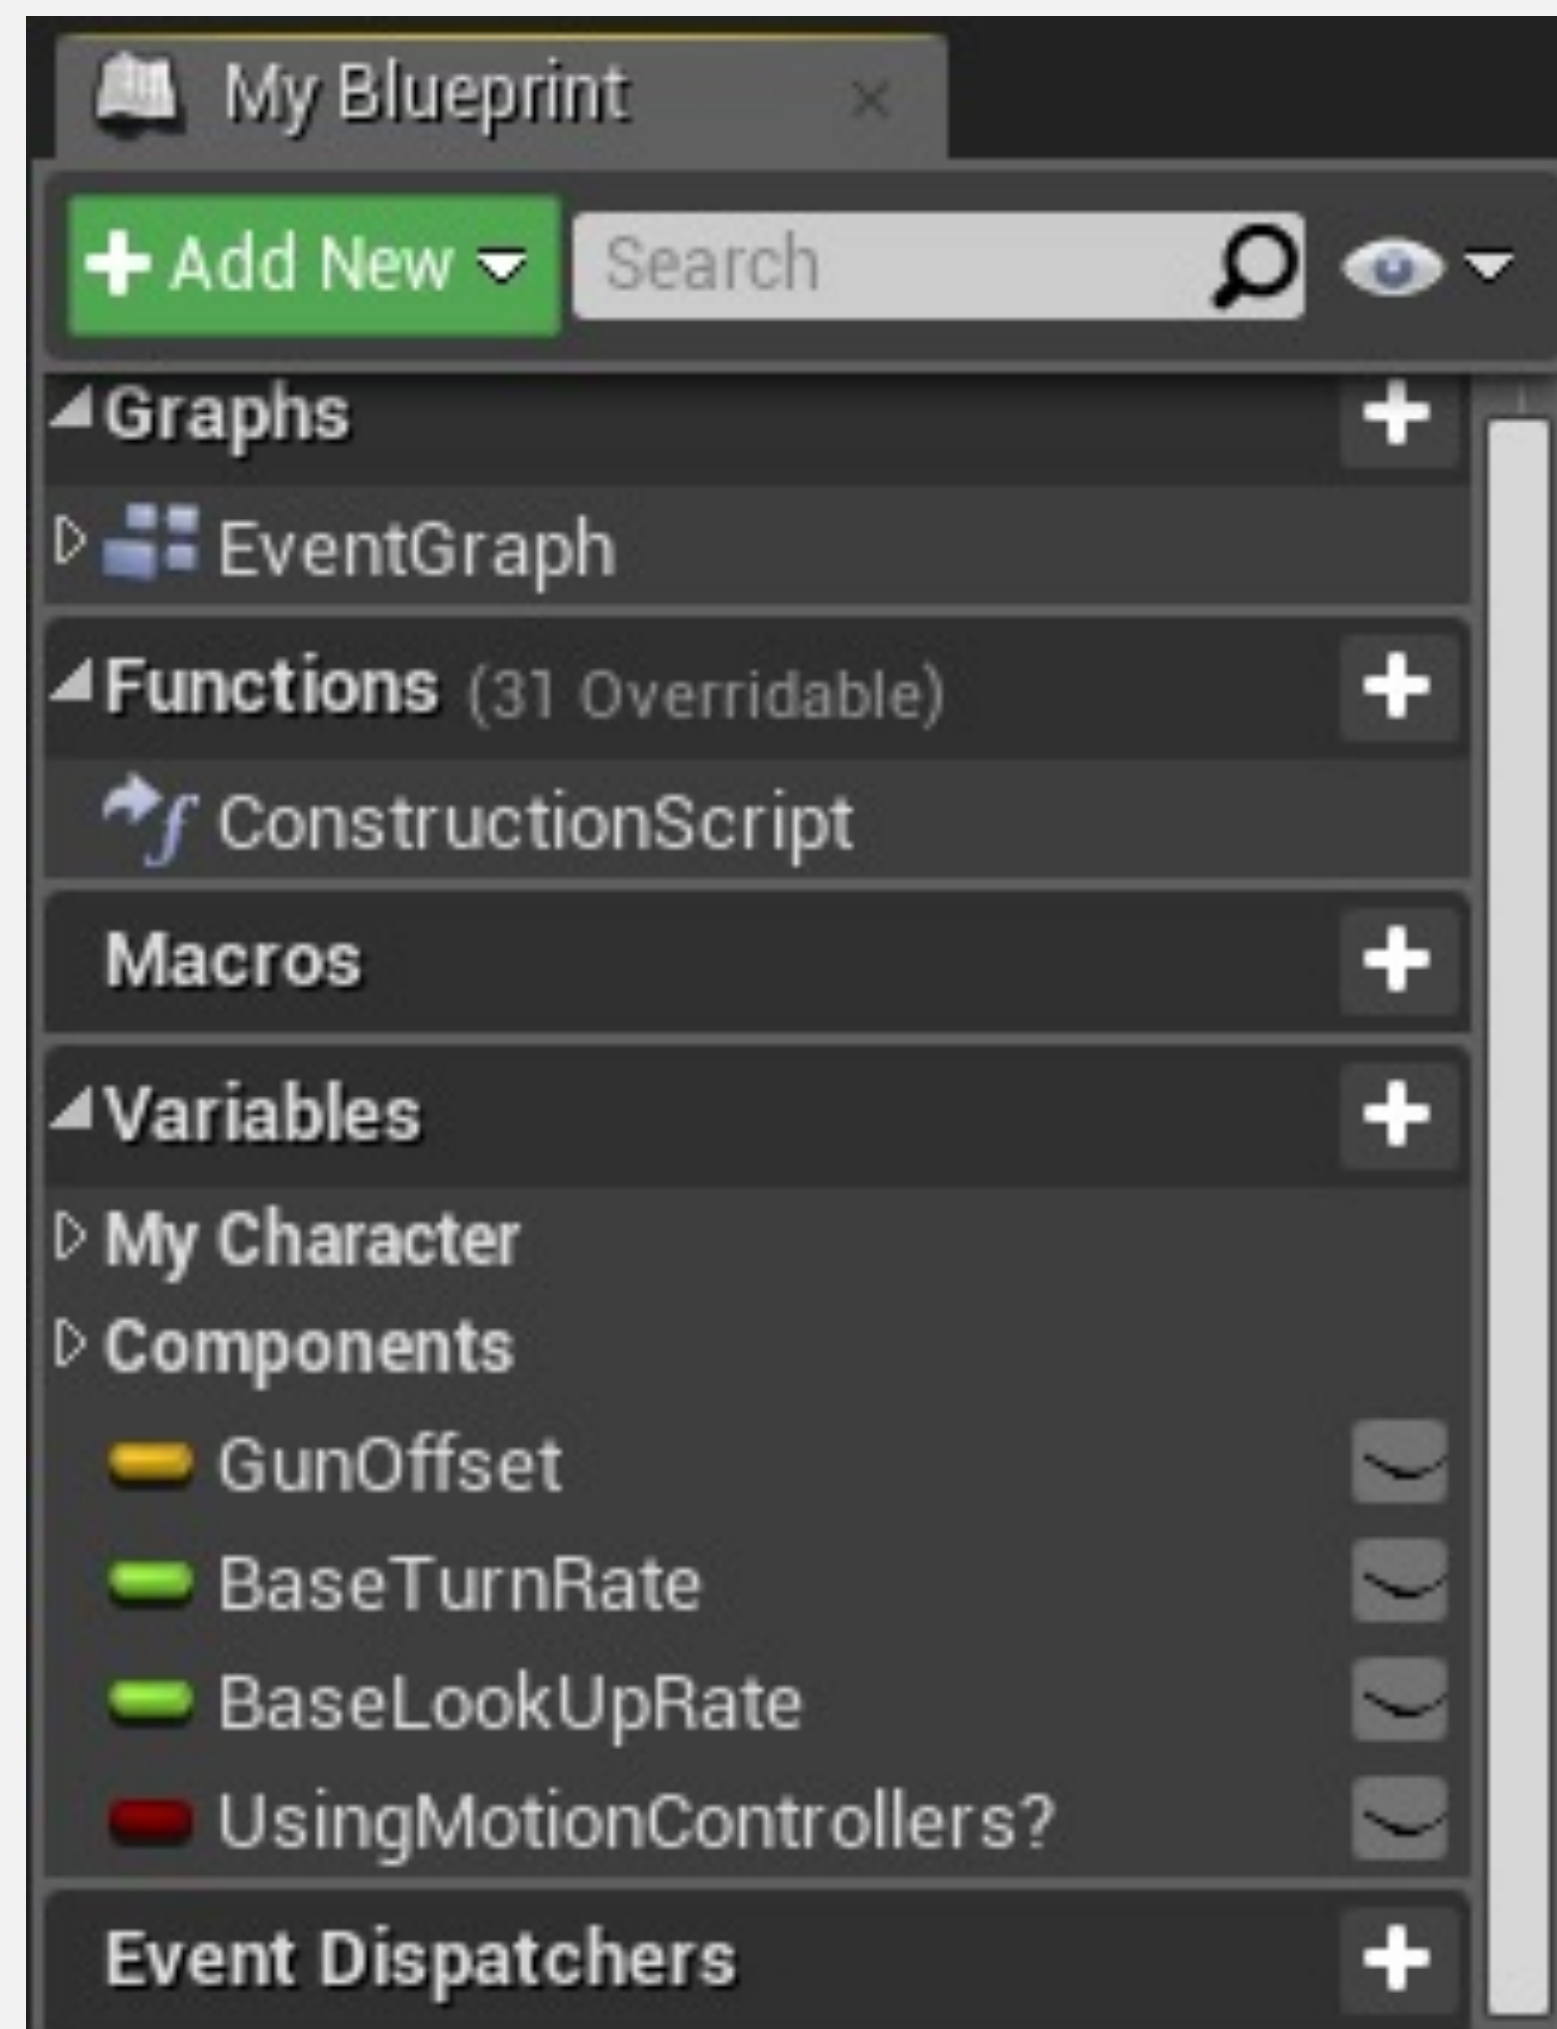 My Blueprint
Add New Search
Graphs
EventGraph
Functions (31 Overridable)
ConstructionScript
Macros
Variables
My Character
Components
GunOffset
BaseTurnRate
BaseLookUpRate
UsingMotionControllers?
Event Dispatchers